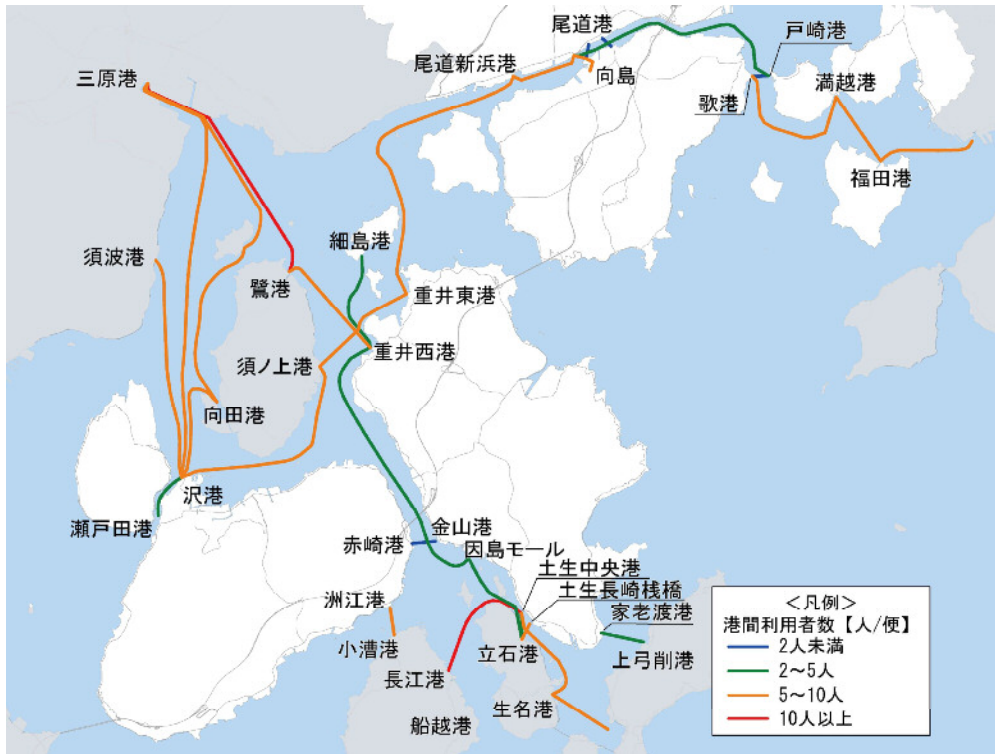 尾道港
戸崎港
三原港
尾道新浜港
向島
満越港
歌港
福田港
細島港
須波港
鷺港
重井東港
重井西港
須ノ上港
向田港
沢港
瀬戸田港
金山港
赤崎港
因島モール
土生中央港
土生長崎桟橋
家老渡港
洲江港
小漕港
立石港
上弓削港
長江港
生名港
船越港
<凡例>
港間利用者数【人/便】
2人未満
2~5人
5~10人
10人以上